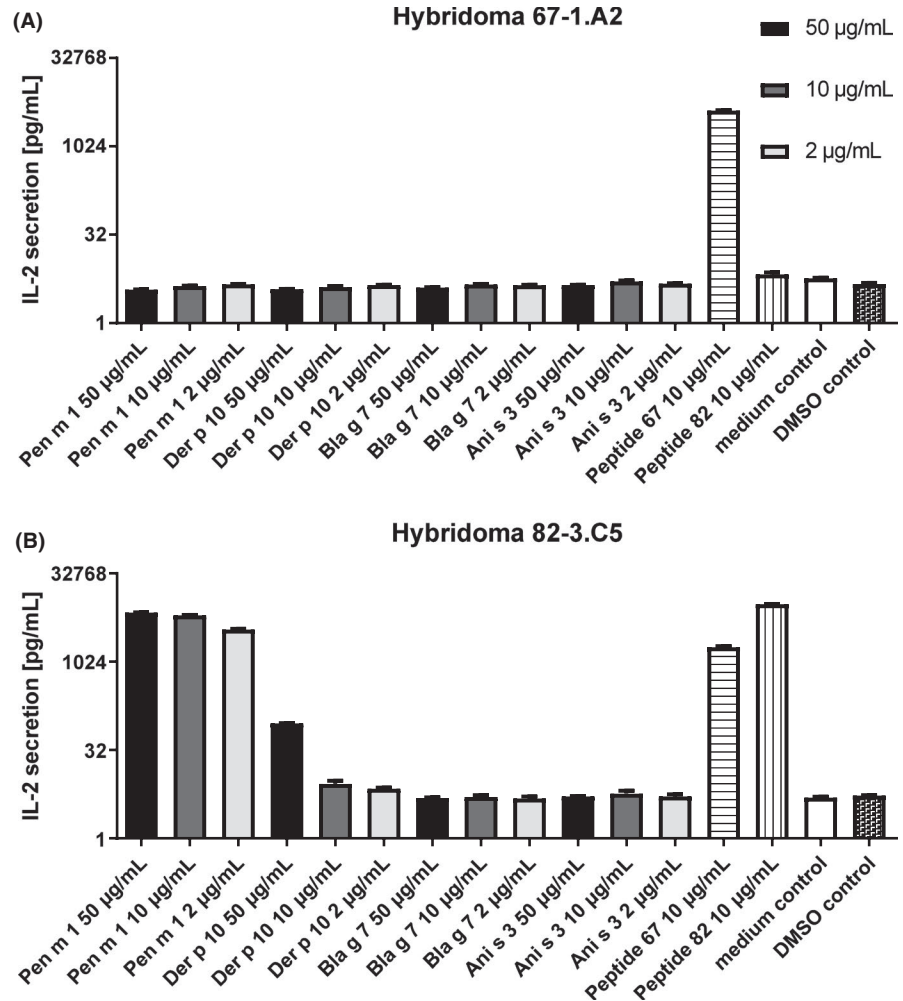 (A)
Hybridoma 67-1.A2
50 µg/mL
10 µg/mL
2 µg/mL
IL-2 secretion [pg/mL]
32768
1024
32
1
Pen m 1 50 µg/mL
Pen m 1 10 µg/mL
Pen m 1 2 µg/mL
Der p 10 50 µg/mL
Der p 10 10 µg/mL
Der p 10 2 µg/mL
Bla g 7 50 µg/mL
Bla g 7 10 µg/mL
Bla g 7 2 µg/mL
Ani s 3 50 µg/mL
Ani s 3 10 µg/mL
Ani s 3 2 µg/mL
Peptide 67 10 µg/mL
Peptide 82 10 µg/mL
medium control
DMSO control
(B)
Hybridoma 82-3.C5
IL-2 secretion [pg/mL]
32768
1024
32
1
Pen m 1 50 µg/mL
Pen m 1 10 µg/mL
Pen m 1 2 µg/mL
Der p 10 50 µg/mL
Der p 10 10 µg/mL
Der p 10 2 µg/mL
Bla g 7 50 µg/mL
Bla g 7 10 µg/mL
Bla g 7 2 µg/mL
Ani s 3 50 µg/mL
Ani s 3 10 µg/mL
Ani s 3 2 µg/mL
Peptide 67 10 µg/mL
Peptide 82 10 µg/mL
medium control
DMSO control